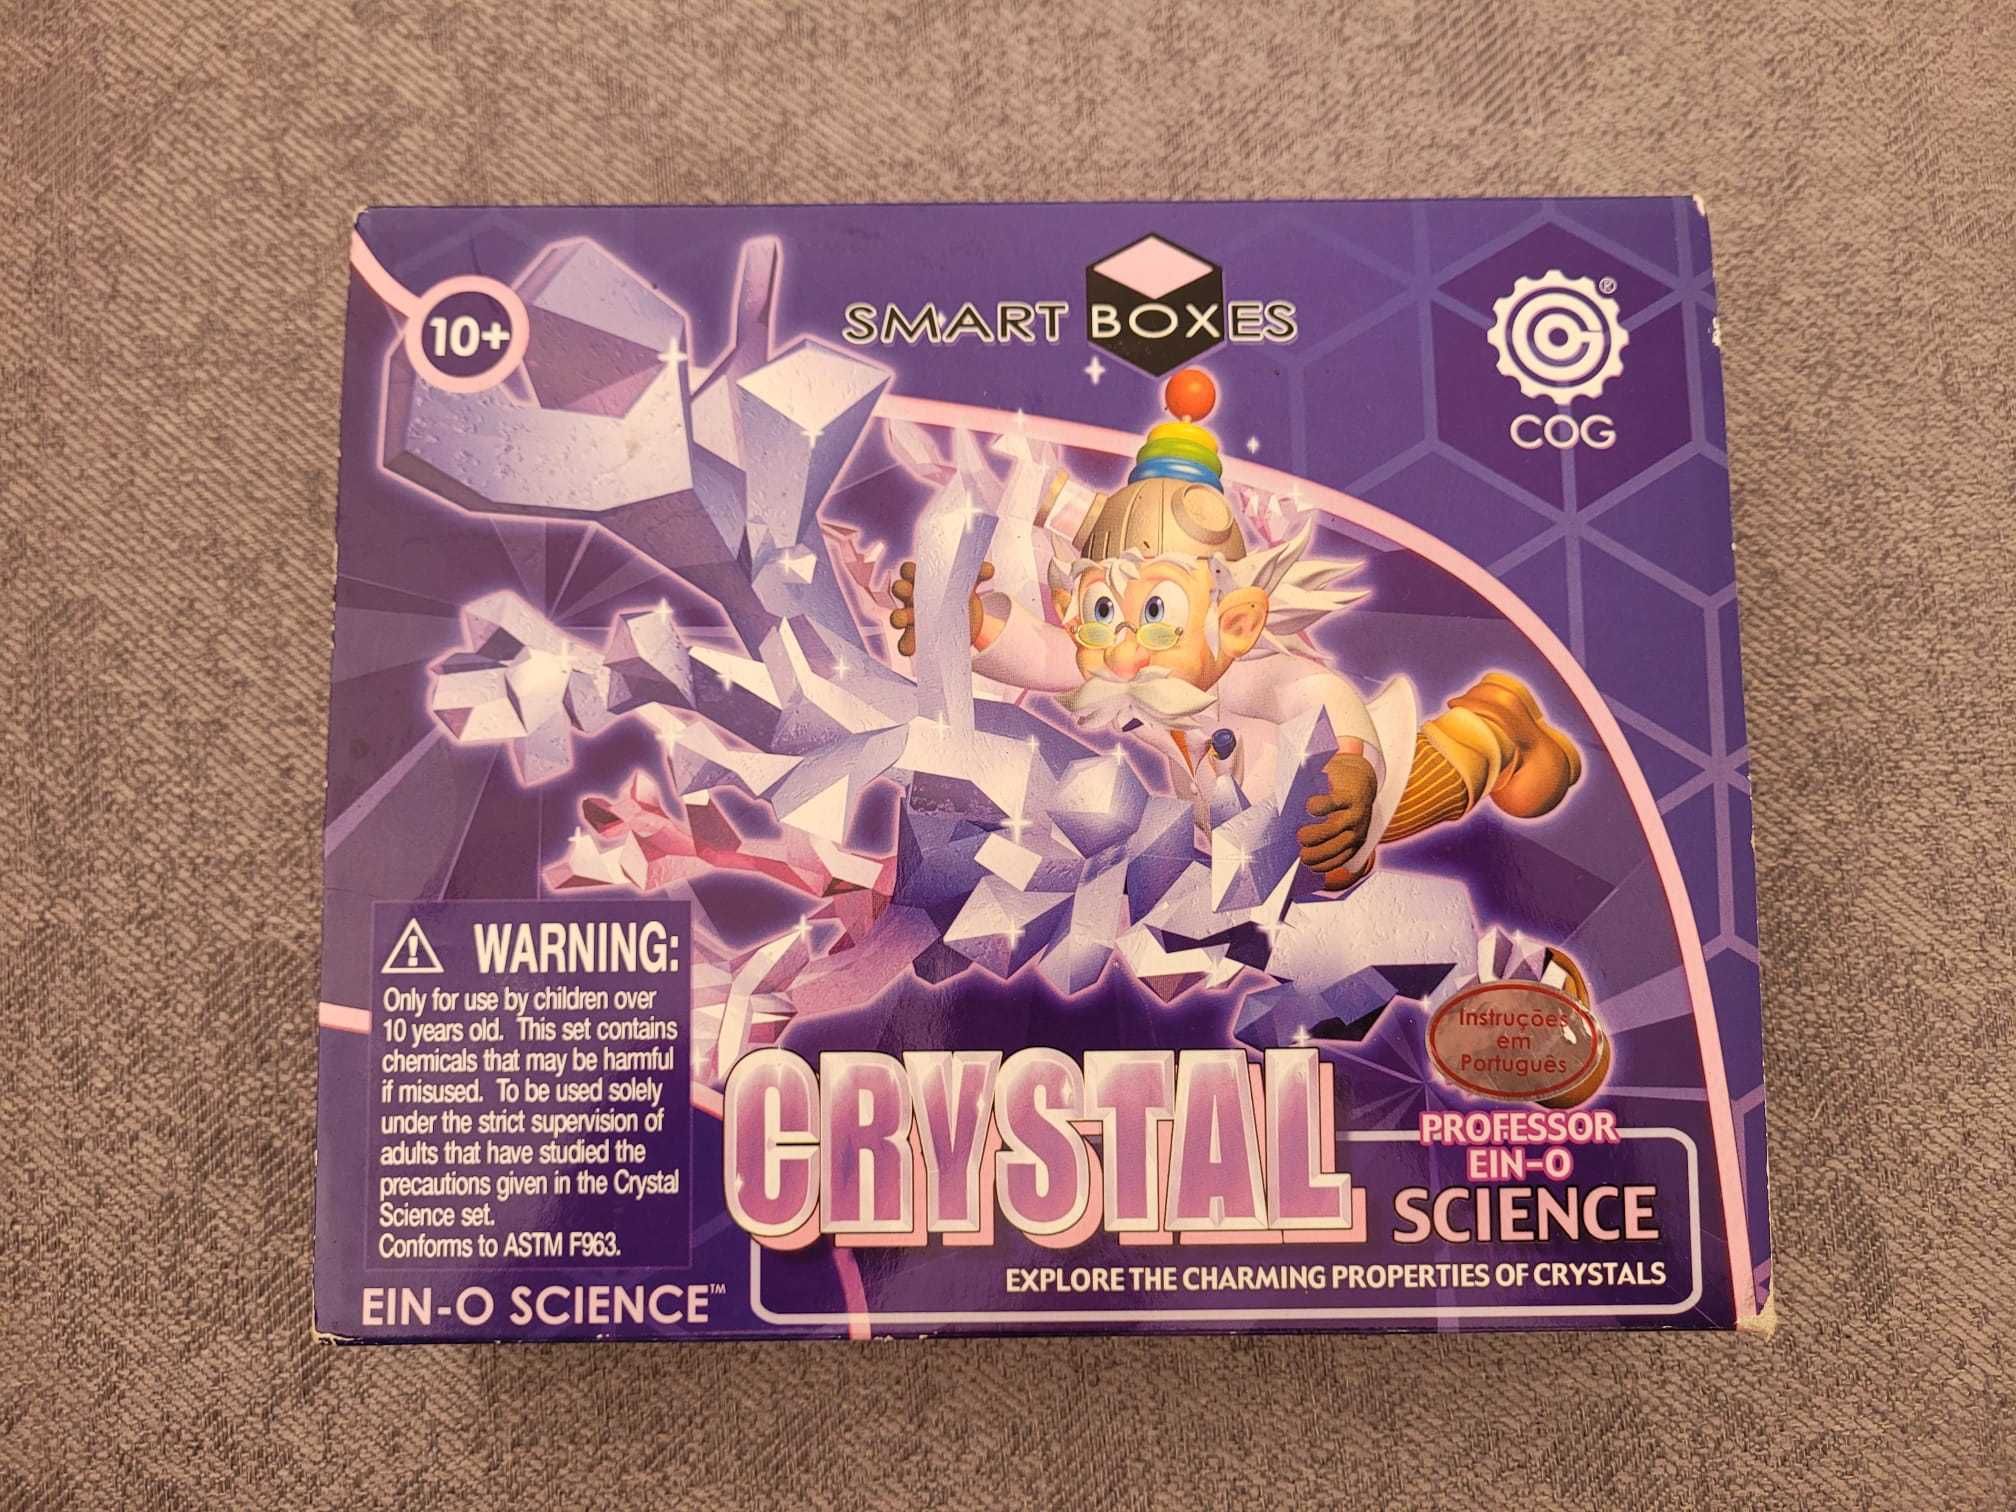 10+
SMART BOXES
COG®
COG
⚠ WARNING:
Only for use by children over
10 years old. This set contains
chemicals that may be harmful
if misused. To be used solely
under the strict supervision of
adults that have studied the
precautions given in the Crystal
Science set.
Conforms to ASTM F963.
EIN-O SCIENCE™
Instruções
em
Português
CRYSTAL
PROFESSOR
EIN-O
SCIENCE
EXPLORE THE CHARMING PROPERTIES OF CRYSTALS